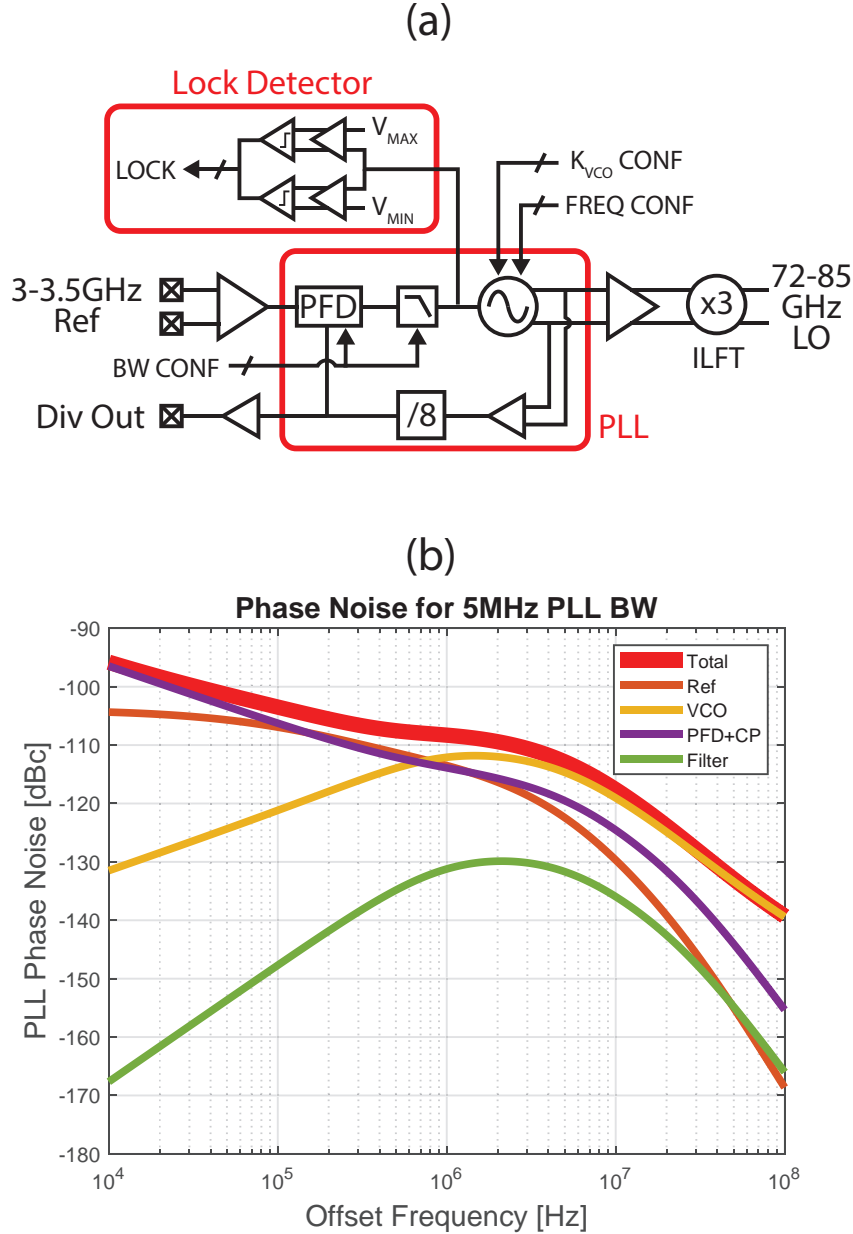 (a)
Lock Detector
V_MAX
LOCK
V_MIN
K_VCO CONF
FREQ CONF
3-3.5GHz
Ref
PFD
x3
72-85
GHz
LO
ILFT
BW CONF
Div Out
/8
PLL
(b)
Phase Noise for 5MHz PLL BW
-90
-100
-110
-120
-130
-140
-150
-160
-170
-180
PLL Phase Noise [dBc]
Total
Ref
VCO
PFD+CP
Filter
10^4
10^5
10^6
10^7
10^8
Offset Frequency [Hz]